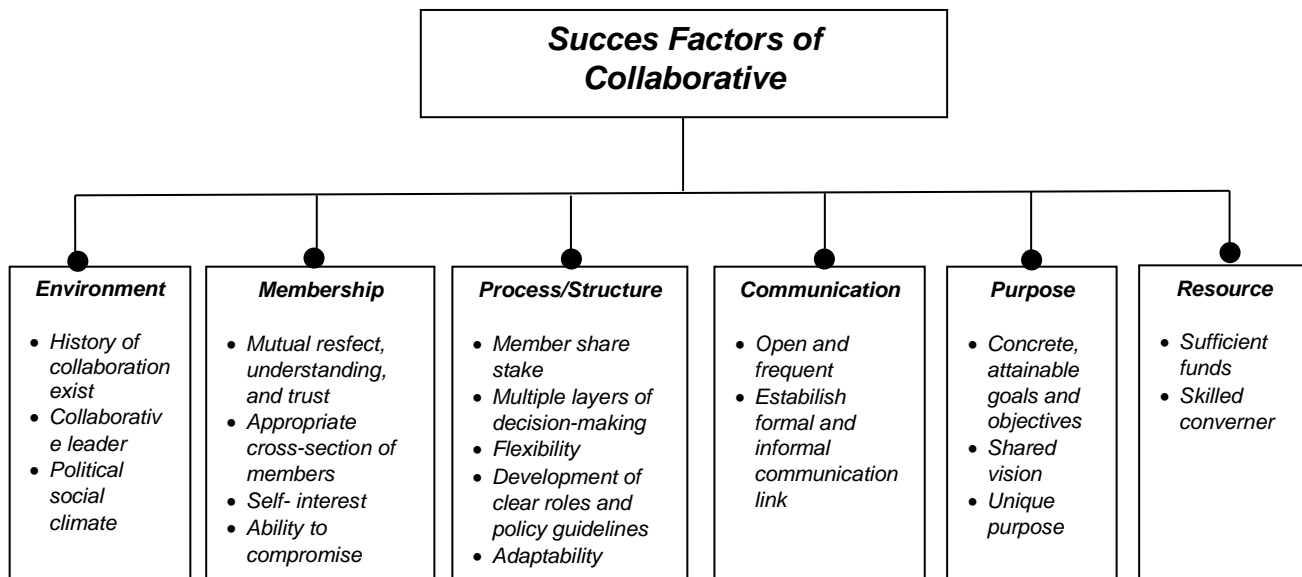 Succes Factors of
Collaborative
Environment
• History of
collaboration
exist
• Collaborativ
e leader
• Political
social
climate
Membership
• Mutual resfect,
understanding,
and trust
• Appropriate
cross-section of
members
• Self- interest
• Ability to
compromise
Process/Structure
• Member share
stake
• Multiple layers of
decision-making
• Flexibility
• Development of
clear roles and
policy guidelines
• Adaptability
Communication
• Open and
frequent
• Estabilish
formal and
informal
communication
link
Purpose
• Concrete,
attainable
goals and
objectives
• Shared
vision
• Unique
purpose
Resource
• Sufficient
funds
• Skilled
converner